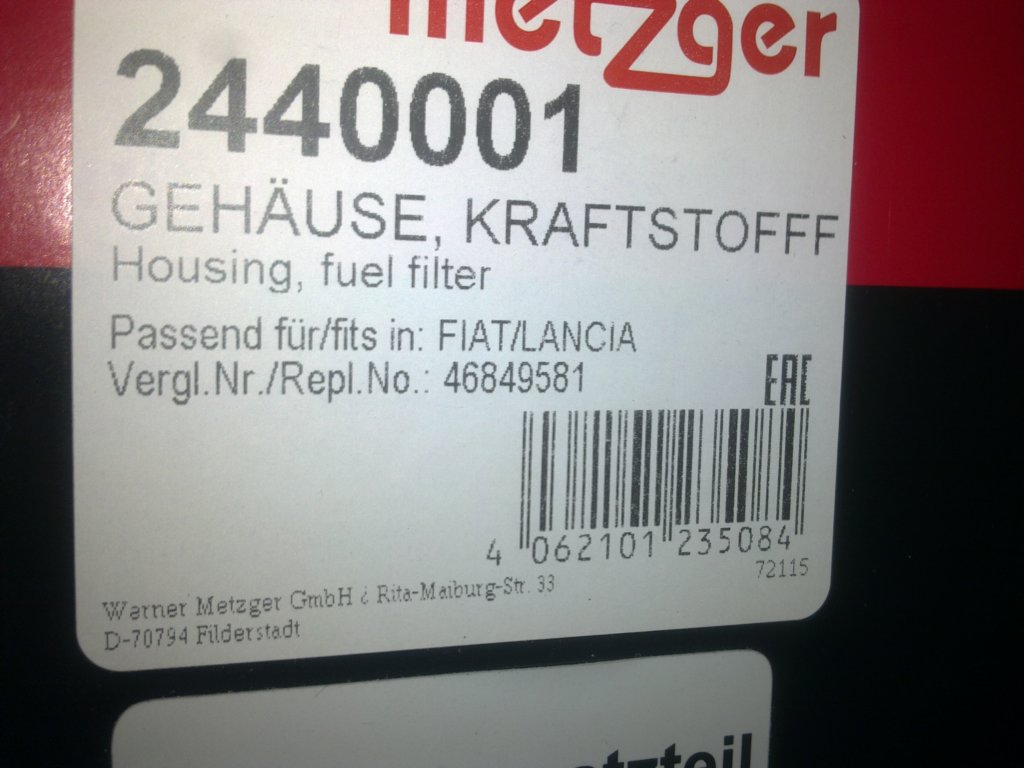 metzger
2440001
GEHÄUSE, KRAFTSTOFFF
Housing, fuel filter
Passend für/fits in: FIAT/LANCIA
Vergl.Nr./Repl.No.: 46849581
EAC
4 062101 235084
72115
Werner Metzger GmbH ¿ Rita-Maiburg-Str. 33
D-70794 Filderstadt